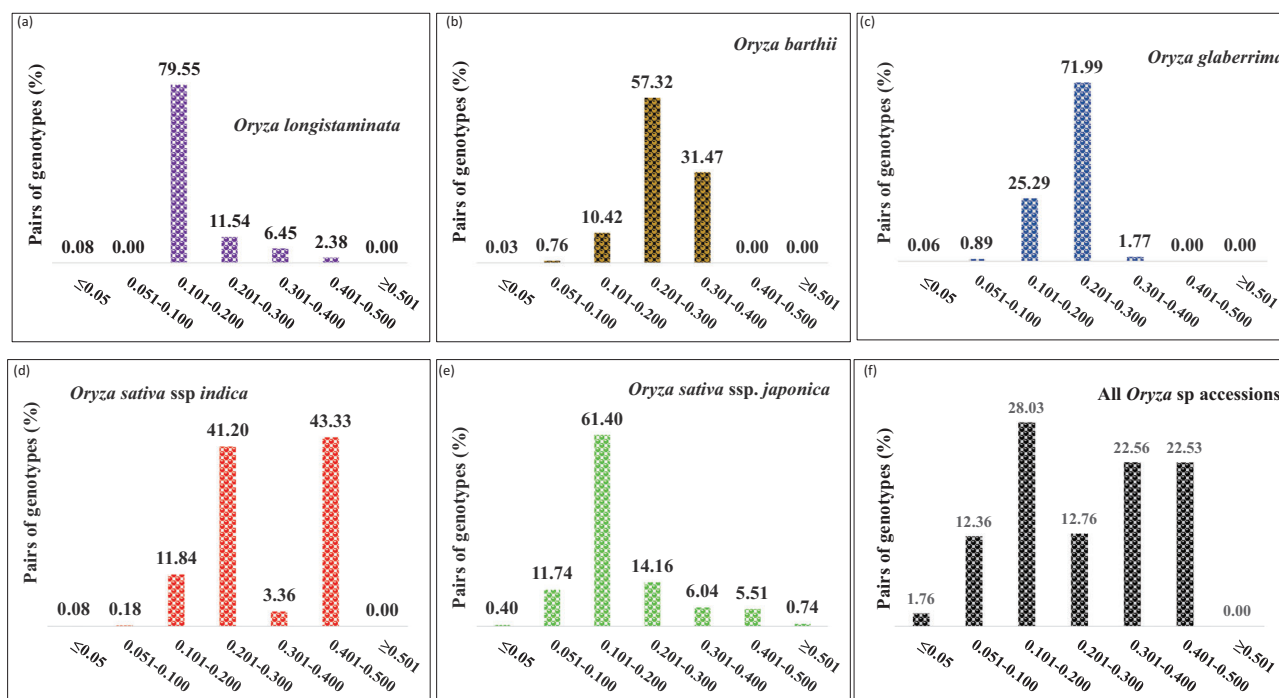 (a)
Oryza longistaminata
Pairs of genotypes (%)
0.08 0.00 79.55 11.54 6.45 2.38 0.00
≤0.05 0.051-0.100 0.101-0.200 0.201-0.300 0.301-0.400 0.401-0.500 ≥0.501
(b)
Oryza barthii
Pairs of genotypes (%)
0.03 0.76 10.42 57.32 31.47 0.00 0.00
≤0.05 0.051-0.100 0.101-0.200 0.201-0.300 0.301-0.400 0.401-0.500 ≥0.501
(c)
Oryza glaberrima
Pairs of genotypes (%)
0.06 0.89 25.29 71.99 1.77 0.00 0.00
≤0.05 0.051-0.100 0.101-0.200 0.201-0.300 0.301-0.400 0.401-0.500 ≥0.501
(d)
Oryza sativa ssp indica
Pairs of genotypes (%)
0.08 0.18 11.84 41.20 3.36 43.33 0.00
≤0.05 0.051-0.100 0.101-0.200 0.201-0.300 0.301-0.400 0.401-0.500 ≥0.501
(e)
Oryza sativa ssp. japonica
Pairs of genotypes (%)
0.40 11.74 61.40 14.16 6.04 5.51 0.74
≤0.05 0.051-0.100 0.101-0.200 0.201-0.300 0.301-0.400 0.401-0.500 ≥0.501
(f)
All Oryza sp accessions
Pairs of genotypes (%)
1.76 12.36 28.03 12.76 22.56 22.53 0.00
≤0.05 0.051-0.100 0.101-0.200 0.201-0.300 0.301-0.400 0.401-0.500 ≥0.501